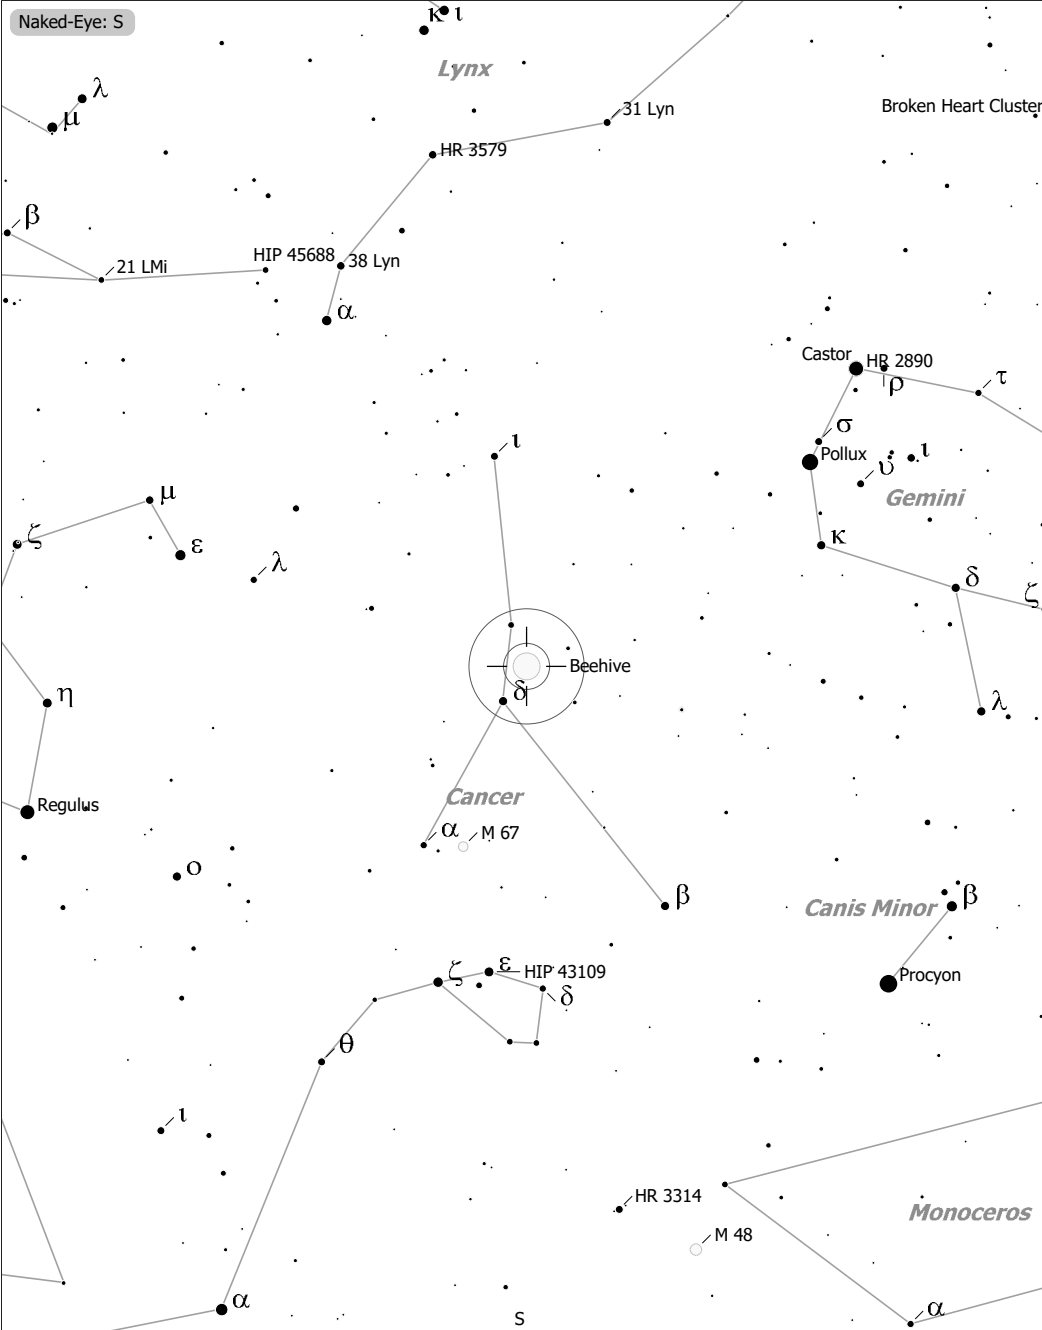 Naked-Eye: S
κ ι
Lynx
λ
μ
31 Lyn
Broken Heart Cluster
HR 3579
β
21 LMi
HIP 45688
38 Lyn
α
Castor
HR 2890
ρ
τ
σ
Pollux
ι
υ
ι
Gemini
μ
ζ
ε
κ
λ
δ
ζ
Beehive
δ
η
λ
Cancer
Regulus
α
M 67
ο
β
Canis Minor
β
ζ
ε
HIP 43109
Procyon
δ
θ
ι
HR 3314
Monoceros
M 48
α
α
S